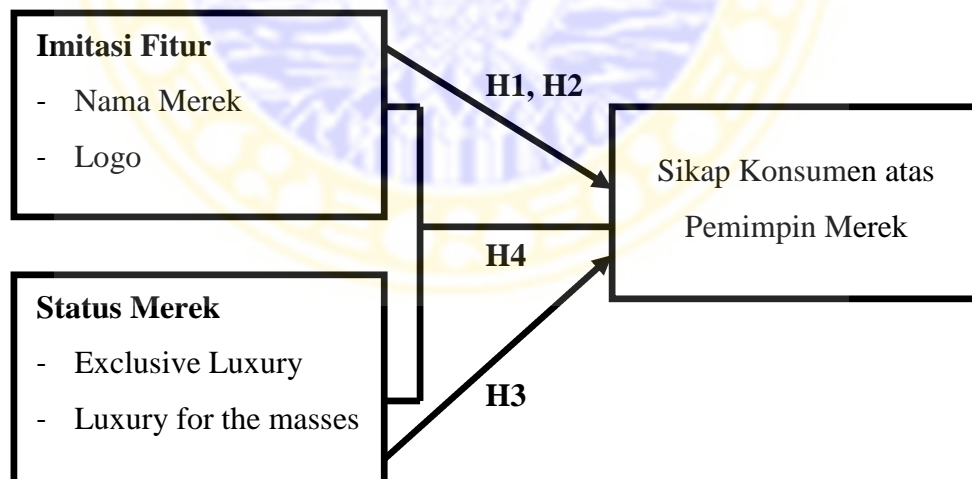 Imitasi Fitur
- Nama Merek
- Logo
H1, H2
Sikap Konsumen atas
Pemimpin Merek
H4
Status Merek
- Exclusive Luxury
- Luxury for the masses
H3